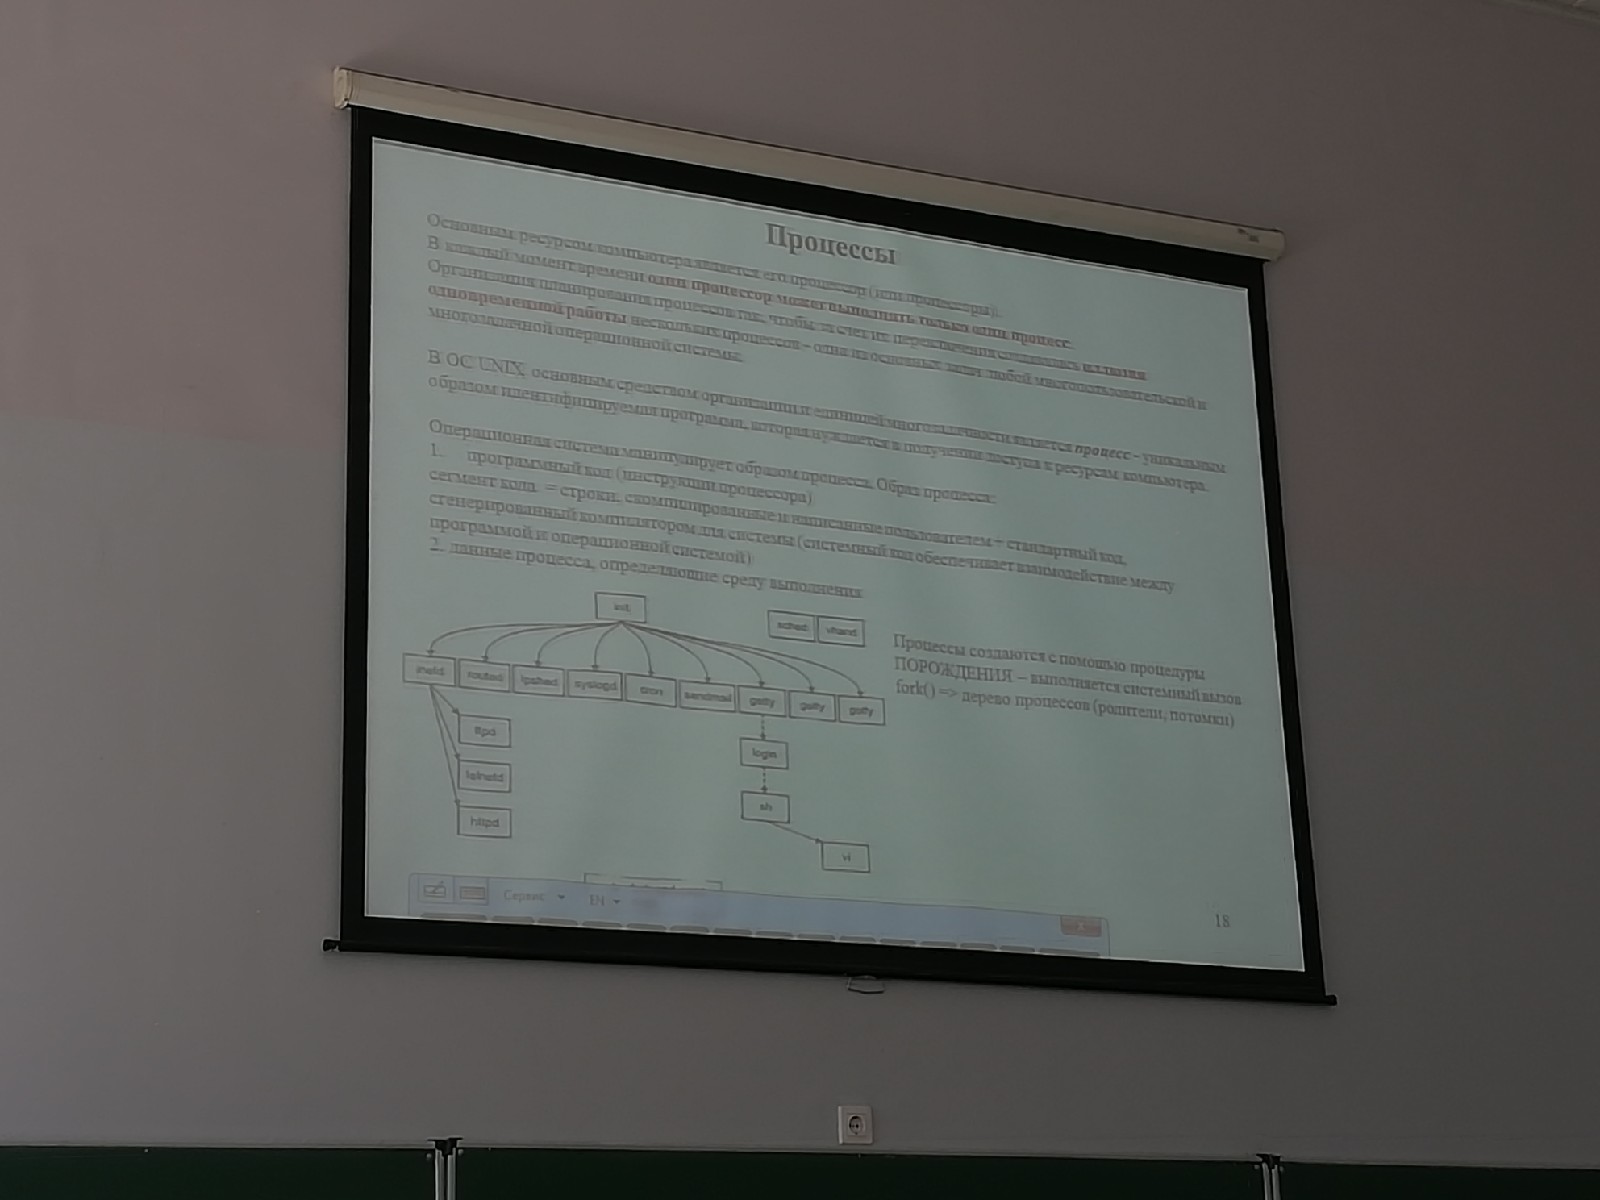 Процессы
Основным ресурсом компьютера является его процессор (или процессоры).
В каждый момент времени один процессор может выполнять только один процесс.
Организация планирования процессов так, чтобы за счет их переключения создавалась иллюзия
одновременной работы нескольких процессов - одна из основных задач любой многопользовательской и
многозадачной операционной системы.
В ОС UNIX основным средством организации и единицей многозадачности является процесс - уникальным
образом идентифицируемая программа, которая нуждается в получении доступа к ресурсам компьютера.
Операционная система манипулирует образом процесса. Образ процесса:
1. программный код (инструкции процессора)
сегмент кода = строки, скомпилированные и написанные пользователем + стандартный код,
сгенерированный компилятором для системы (системный код обеспечивает взаимодействие между
программой и операционной системой)
2. данные процесса, определяющие среду выполнения
init
sched vhand
inetd routed lpshed syslogd cron sendmail getty getty getty
ftpd
telnetd
httpd
login
sh
vi
Процессы создаются с помощью процедуры
ПОРОЖДЕНИЯ – выполняется системный вызов
fork() => дерево процессов (родители, потомки)
Сервис EN
18